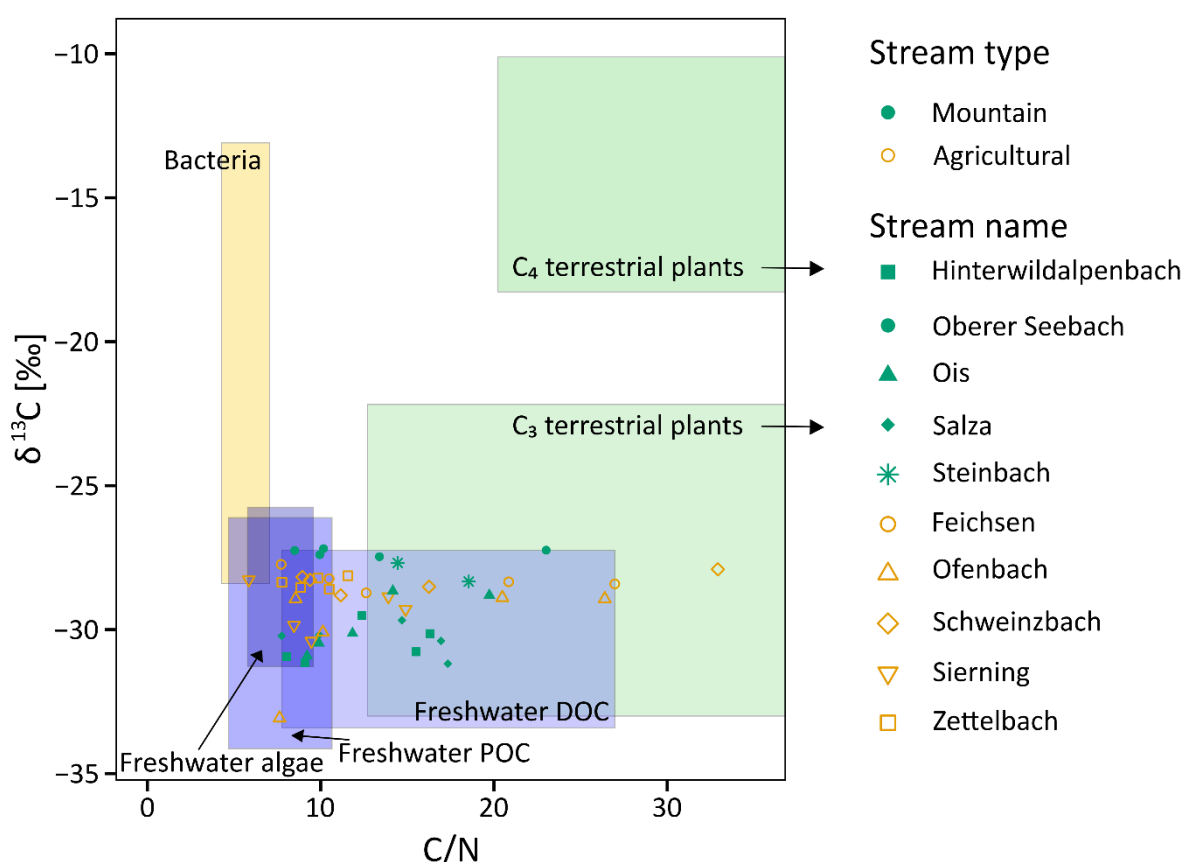 −10
−15
−20
−25
−30
−35
δ ¹³C [‰]
0
10
20
30
C/N
Bacteria
C₄ terrestrial plants
C₃ terrestrial plants
Freshwater DOC
Freshwater POC
Freshwater algae
Stream type
Mountain
Agricultural
Stream name
Hinterwildalpenbach
Oberer Seebach
Ois
Salza
Steinbach
Feichsen
Ofenbach
Schweinzbach
Sierning
Zettelbach